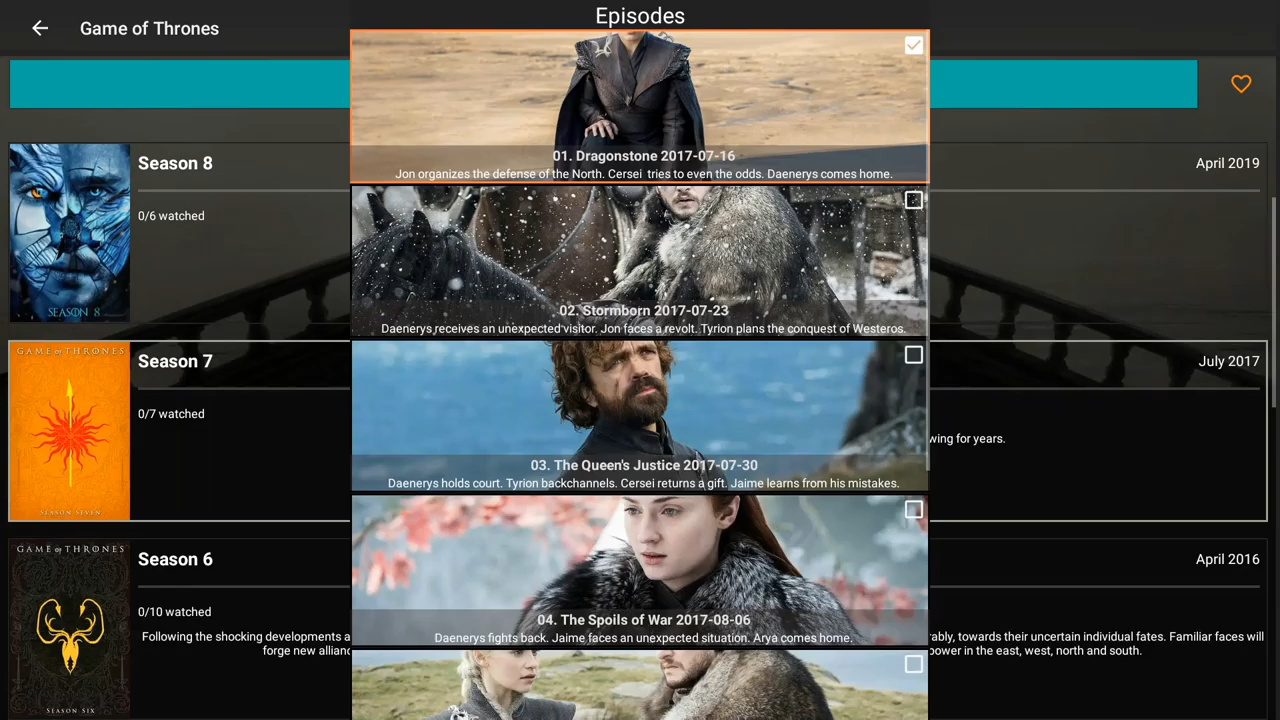 Game of Thrones
Episodes
01. Dragonstone 2017-07-16
Jon organizes the defense of the North. Cersei tries to even the odds. Daenerys comes home.
02. Stormborn 2017-07-23
Daenerys receives an unexpected visitor. Jon faces a revolt. Tyrion plans the conquest of Westeros.
03. The Queen's Justice 2017-07-30
Daenerys holds court. Tyrion backchannels. Cersei returns a gift. Jaime learns from his mistakes.
04. The Spoils of War 2017-08-06
Daenerys fights back. Jaime faces an unexpected situation. Arya comes home.
Season 8
April 2019
0/6 watched
SEASON 8
GAME of THRONES
Season 7
July 2017
0/7 watched
wing for years.
SEASON SEVEN
GAME of THRONES
Season 6
April 2016
0/10 watched
Following the shocking developments a
rably, towards their uncertain individual fates. Familiar faces will
forge new allianc
power in the east, west, north and south.
SEASON SIX